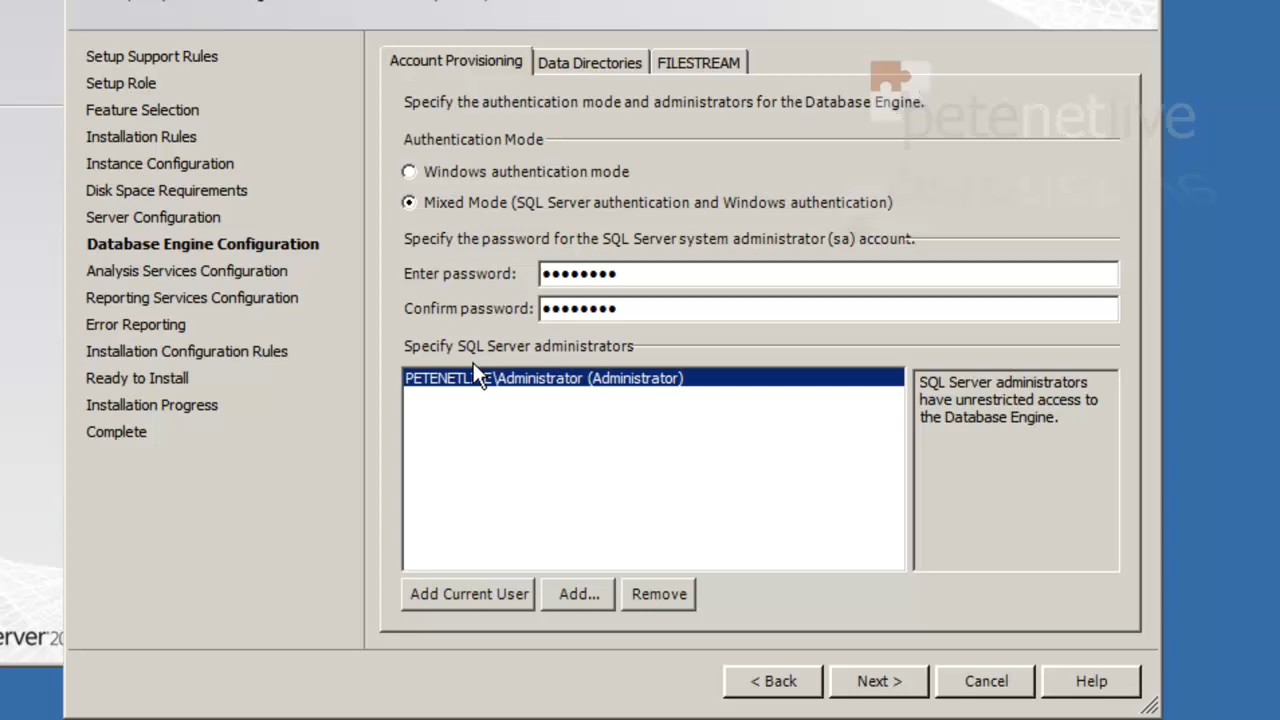 Setup Support Rules
Setup Role
Feature Selection
Installation Rules
Instance Configuration
Disk Space Requirements
Server Configuration
Database Engine Configuration
Analysis Services Configuration
Reporting Services Configuration
Error Reporting
Installation Configuration Rules
Ready to Install
Installation Progress
Complete
Account Provisioning
Data Directories
FILESTREAM
petenetlive
Specify the authentication mode and administrators for the Database Engine.
Authentication Mode
Windows authentication mode
Mixed Mode (SQL Server authentication and Windows authentication)
Specify the password for the SQL Server system administrator (sa) account.
Enter password: ●●●●●●●●
Confirm password: ●●●●●●●●
Specify SQL Server administrators
PETENETLIVE\Administrator (Administrator)
SQL Server administrators
have unrestricted access to
the Database Engine.
Add Current User
Add...
Remove
< Back
Next >
Cancel
Help